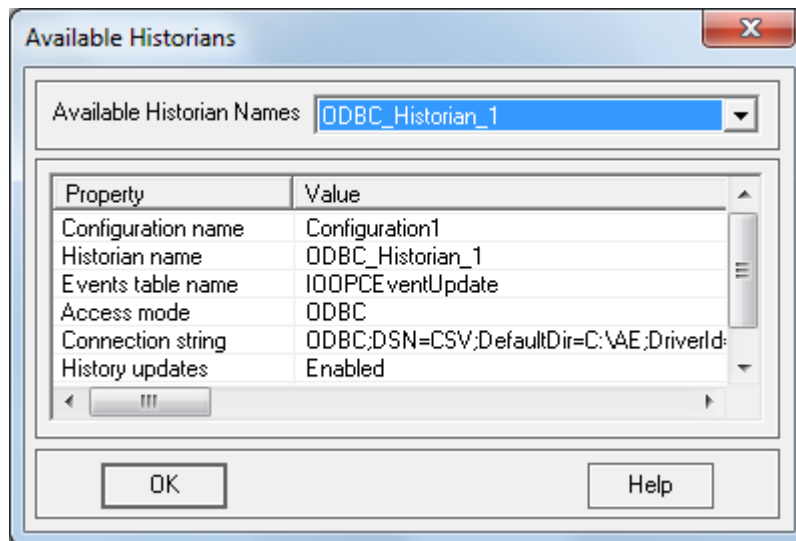 Available Historians
Available Historian Names ODBC_Historian_1
Property Value
Configuration name Configuration1
Historian name ODBC_Historian_1
Events table name IOOPCEventUpdate
Access mode ODBC
Connection string ODBC;DSN=CSV;DefaultDir=C:\AE;DriverId=
History updates Enabled
OK Help